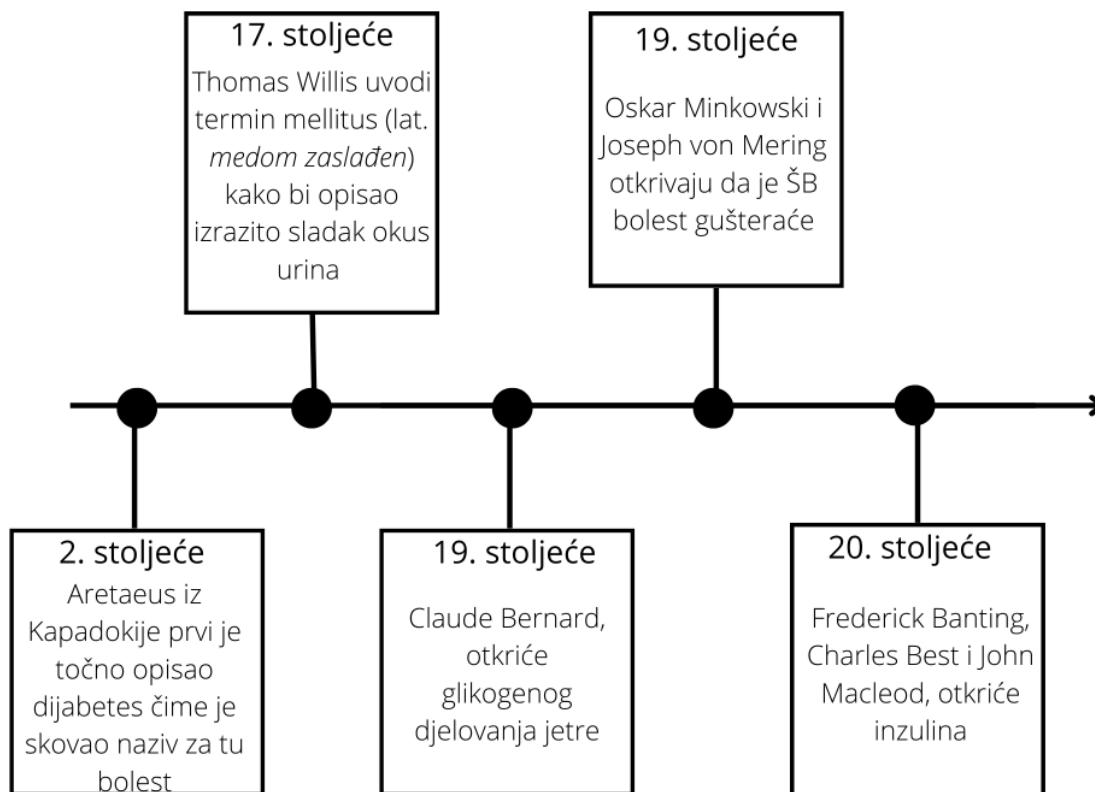 17. stoljeće
Thomas Willis uvodi
termin mellitus (lat.
medom zaslađen)
kako bi opisao
izrazito sladak okus
urina
19. stoljeće
Oskar Minkowski i
Joseph von Mering
otkrivaju da je ŠB
bolest gušteraće
2. stoljeće
Aretaeus iz
Kapadokije prvi je
točno opisao
dijabetes čime je
skovao naziv za tu
bolest
19. stoljeće
Claude Bernard,
otkriće
glikogenog
djelovanja jetre
20. stoljeće
Frederick Banting,
Charles Best i John
Macleod, otkriće
inzulina